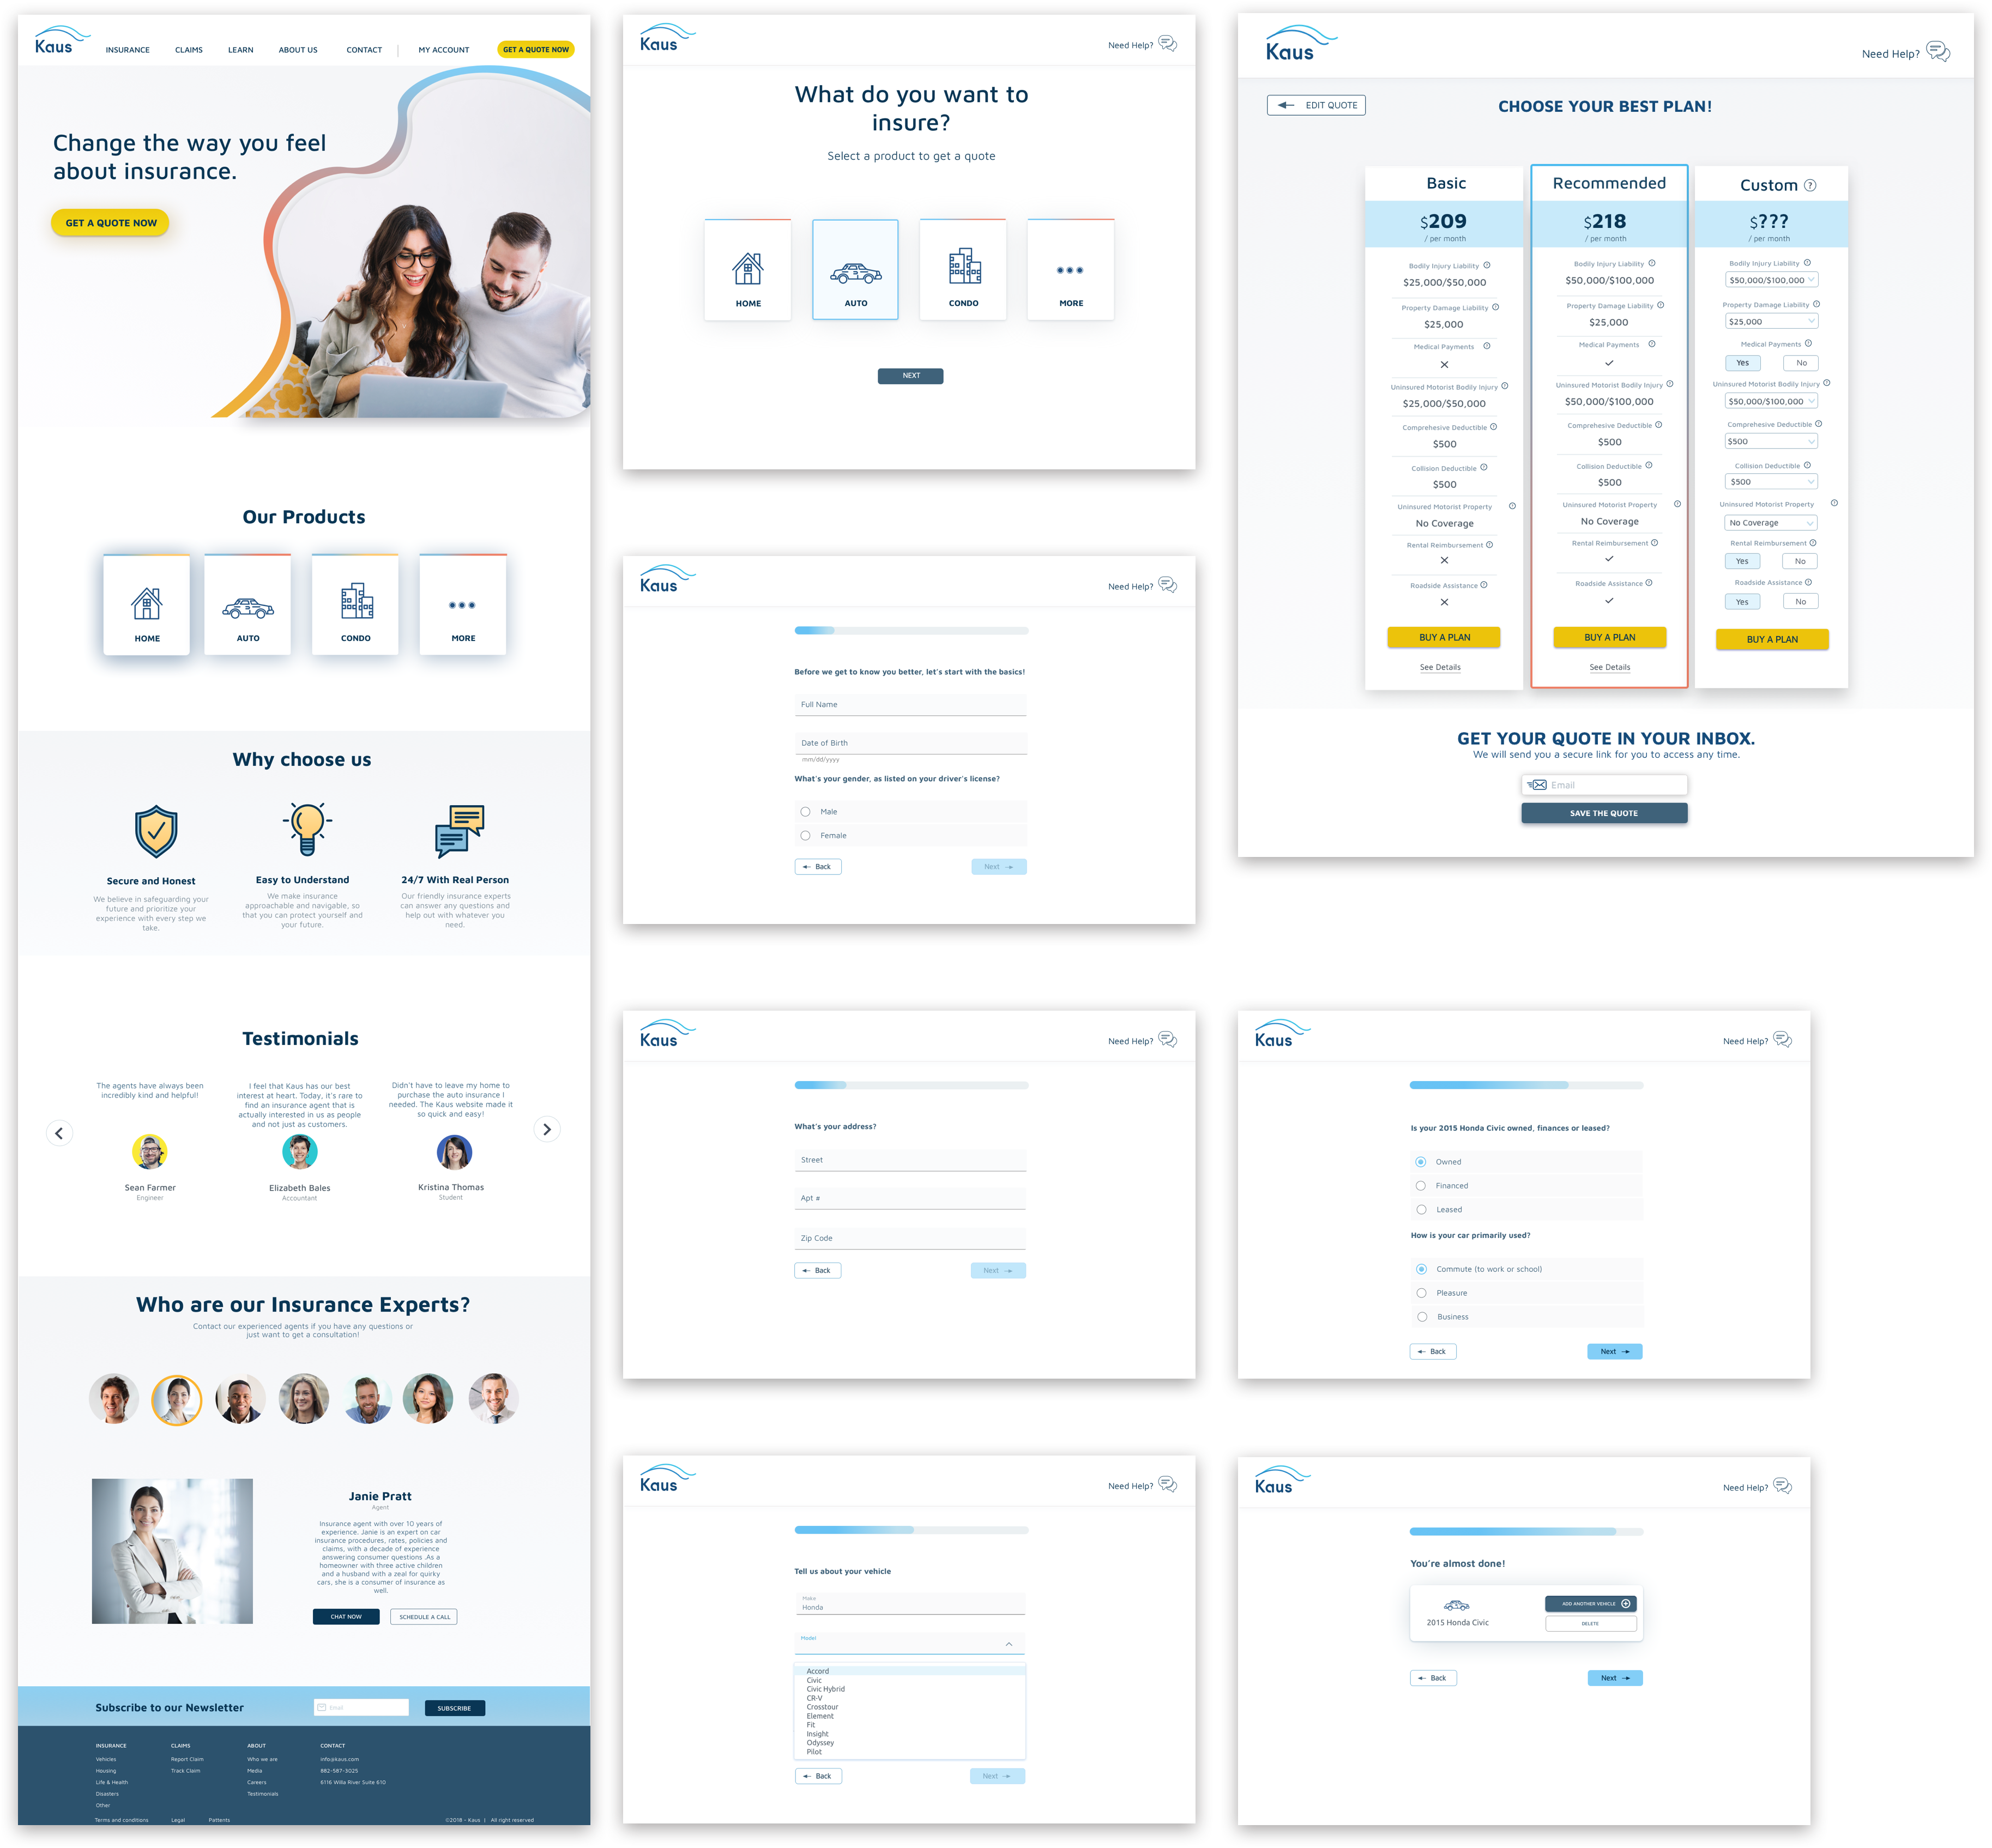 Kaus
INSURANCE CLAIMS LEARN ABOUT US CONTACT | MY ACCOUNT GET A QUOTE NOW
Change the way you feel
about insurance.
GET A QUOTE NOW
Our Products
HOME AUTO CONDO MORE
Why choose us
Secure and Honest
We believe in safeguarding your
future and prioritize your
experience with every step we
take.
Easy to Understand
We make insurance
approachable and navigable, so
that you can protect yourself and
your future.
24/7 With Real Person
Our friendly insurance experts
can answer any questions and
help out with whatever you
need.
Testimonials
The agents have always been
incredibly kind and helpful!
Sean Farmer
Engineer
I feel that Kaus has our best
interest at heart. Today, it's rare to
find an insurance agent that is
actually interested in us as people
and not just as customers.
Elizabeth Bales
Accountant
Didn't have to leave my home to
purchase the auto insurance I
needed. The Kaus website made it
so quick and easy!
Kristina Thomas
Student
Who are our Insurance Experts?
Contact our experienced agents if you have any questions or
just want to get a consultation!
Janie Pratt
Agent
Insurance agent with over 10 years of
experience. Janie is an expert on car
insurance procedures, rates, policies and
claims, with a decade of experience
answering consumer questions .As a
homeowner with three active children
and a husband with a zeal for quirky
cars, she is a consumer of insurance as
well.
CHAT NOW SCHEDULE A CALL
Subscribe to our Newsletter Email SUBSCRIBE
INSURANCE CLAIMS ABOUT CONTACT
Vehicles Report Claim Who we are info@kaus.com
Housing Track Claim Media 882-587-3025
Life & Health Careers 6116 Willa River Suite 610
Disasters Testimonials
Other
Terms and conditions Legal Pattents ©2018 - Kaus | All right reserved
Kaus
Need Help?
What do you want to
insure?
Select a product to get a quote
HOME AUTO CONDO MORE
NEXT
Kaus
Need Help?
Before we get to know you better, let's start with the basics!
Full Name
Date of Birth
mm/dd/yyyy
What's your gender, as listed on your driver's license?
Male
Female
Back Next
Kaus
Need Help?
What's your address?
Street
Apt #
Zip Code
Back Next
Kaus
Need Help?
Tell us about your vehicle
Make
Honda
Model
Accord
Civic
Civic Hybrid
CR-V
Crosstour
Element
Fit
Insight
Odyssey
Pilot
Back Next
Kaus
Need Help?
EDIT QUOTE
CHOOSE YOUR BEST PLAN!
Basic
$209
/ per month
Bodily Injury Liability ?
$25,000/$50,000
Property Damage Liability ?
$25,000
Medical Payments ?
Uninsured Motorist Bodily Injury ?
$25,000/$50,000
Comprehesive Deductible ?
$500
Collision Deductible ?
$500
Uninsured Motorist Property ?
No Coverage
Rental Reimbursement ?
Roadside Assistance ?
BUY A PLAN
See Details
Recommended
$218
/ per month
Bodily Injury Liability ?
$50,000/$100,000
Property Damage Liability ?
$25,000
Medical Payments ?
Uninsured Motorist Bodily Injury ?
$50,000/$100,000
Comprehesive Deductible ?
$500
Collision Deductible ?
$500
Uninsured Motorist Property ?
No Coverage
Rental Reimbursement ?
Roadside Assistance ?
BUY A PLAN
See Details
Custom ?
$???
/ per month
Bodily Injury Liability ?
$50,000/$100,000
Property Damage Liability ?
$25,000
Medical Payments ?
Yes No
Uninsured Motorist Bodily Injury ?
$50,000/$100,000
Comprehesive Deductible ?
$500
Collision Deductible ?
$500
Uninsured Motorist Property ?
No Coverage
Rental Reimbursement ?
Yes No
Roadside Assistance ?
Yes No
BUY A PLAN
GET YOUR QUOTE IN YOUR INBOX.
We will send you a secure link for you to access any time.
Email
SAVE THE QUOTE
Kaus
Need Help?
Is your 2015 Honda Civic owned, finances or leased?
Owned
Financed
Leased
How is your car primarily used?
Commute (to work or school)
Pleasure
Business
Back Next
Kaus
Need Help?
You're almost done!
2015 Honda Civic
ADD ANOTHER VEHICLE
DELETE
Back Next